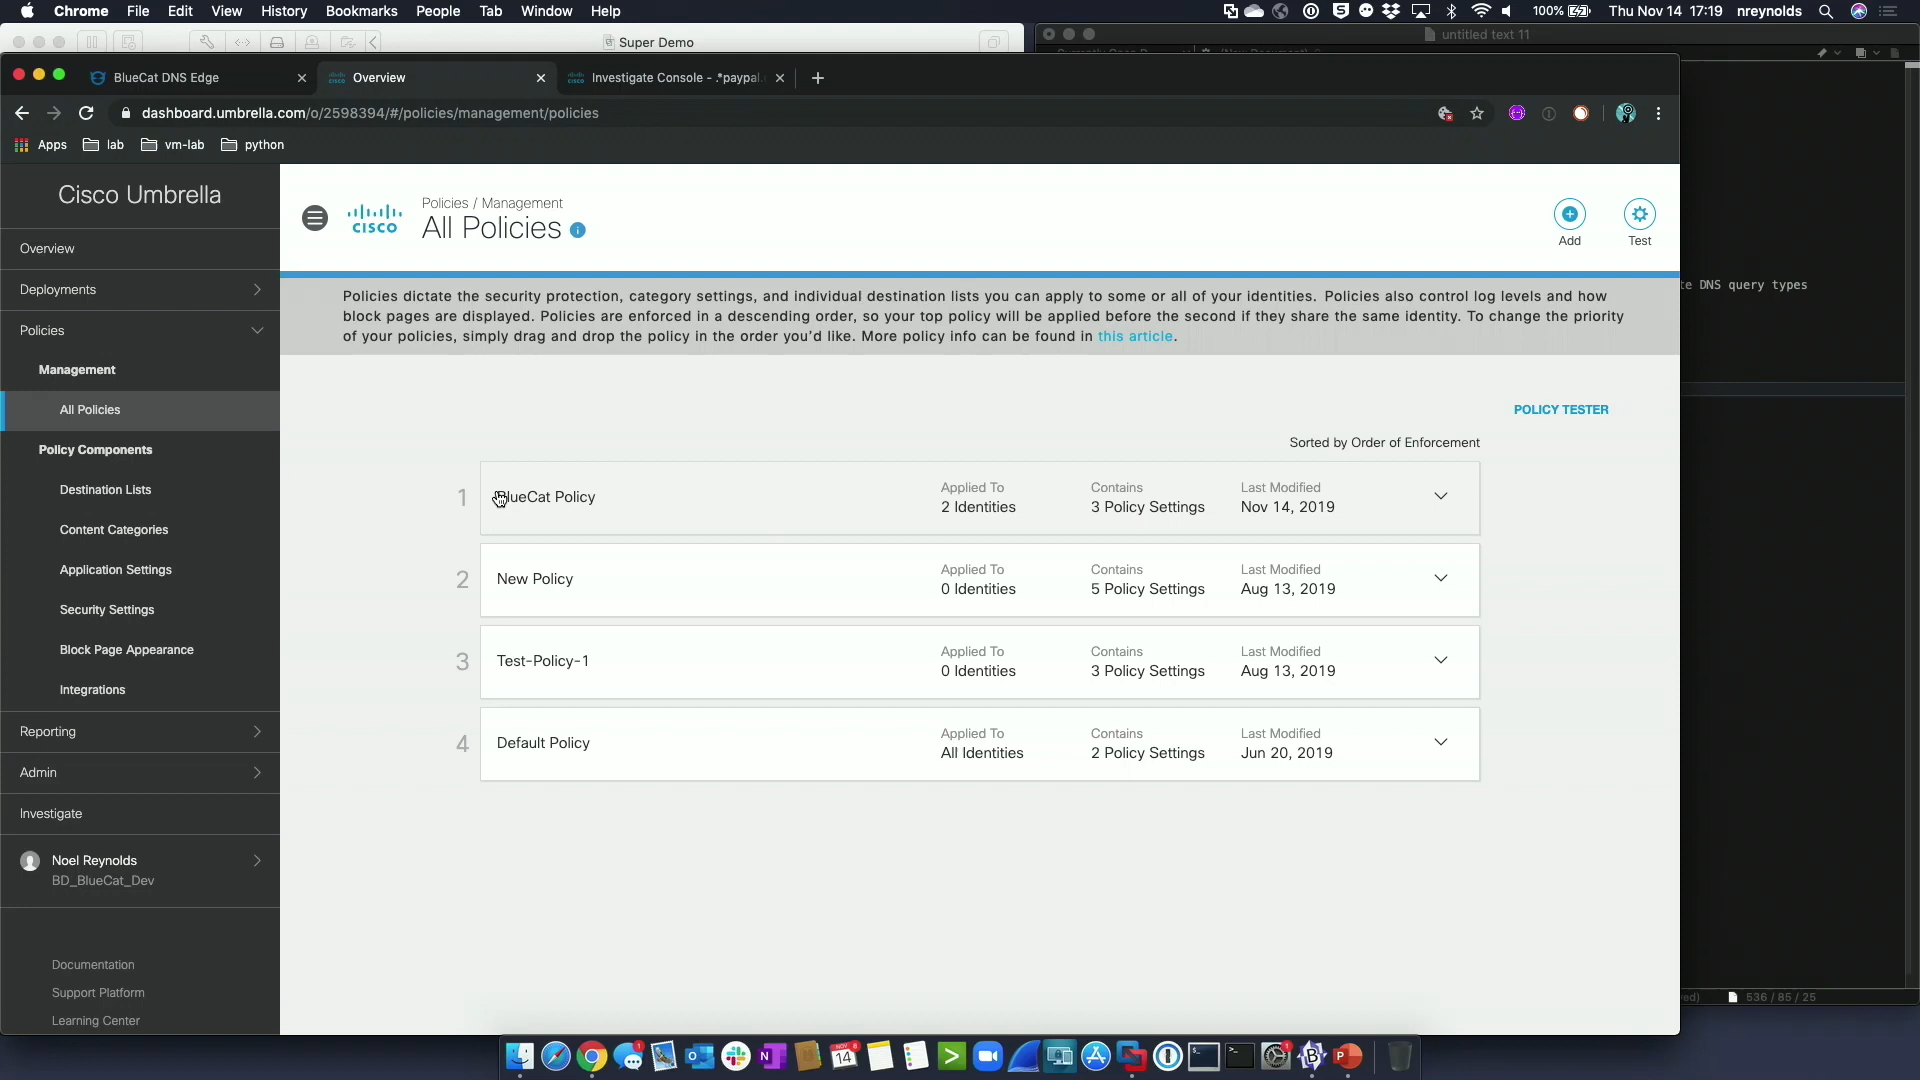 Chrome File Edit View History Bookmarks People Tab Window Help
100% Thu Nov 14 17:19 nreynolds
Super Demo
untitled text 11
BlueCat DNS Edge
Overview
Investigate Console - .*paypal.
dashboard.umbrella.com/o/2598394/#/policies/management/policies
Apps lab vm-lab python
Cisco Umbrella
Overview
Deployments
Policies
Management
All Policies
Policy Components
Destination Lists
Content Categories
Application Settings
Security Settings
Block Page Appearance
Integrations
Reporting
Admin
Investigate
Noel Reynolds
BD_BlueCat_Dev
Documentation
Support Platform
Learning Center
CISCO
Policies / Management
All Policies
Add
Test
Policies dictate the security protection, category settings, and individual destination lists you can apply to some or all of your identities. Policies also control log levels and how
block pages are displayed. Policies are enforced in a descending order, so your top policy will be applied before the second if they share the same identity. To change the priority
of your policies, simply drag and drop the policy in the order you'd like. More policy info can be found in this article.
POLICY TESTER
Sorted by Order of Enforcement
1 BlueCat Policy
Applied To
2 Identities
Contains
3 Policy Settings
Last Modified
Nov 14, 2019
2 New Policy
Applied To
0 Identities
Contains
5 Policy Settings
Last Modified
Aug 13, 2019
3 Test-Policy-1
Applied To
0 Identities
Contains
3 Policy Settings
Last Modified
Aug 13, 2019
4 Default Policy
Applied To
All Identities
Contains
2 Policy Settings
Last Modified
Jun 20, 2019
DNS query types
536 / 85 / 25
NOV
14